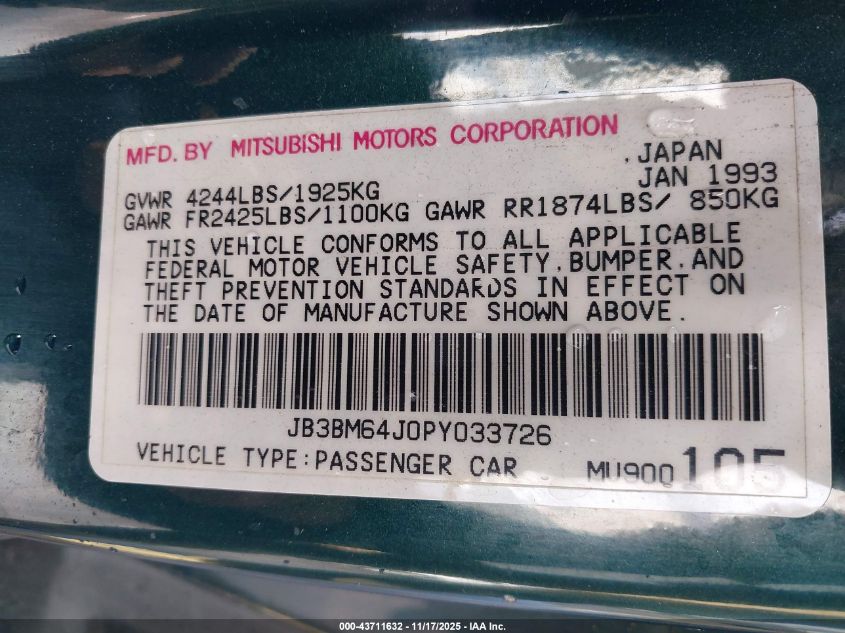 MFD. BY MITSUBISHI MOTORS CORPORATION
, JAPAN
JAN 1993
GVWR 4244LBS/1925KG
GAWR FR2425LBS/1100KG GAWR RR1874LBS/ 850KG
THIS VEHICLE CONFORMS TO ALL APPLICABLE
FEDERAL MOTOR VEHICLE SAFETY,BUMPER,AND
THEFT PREVENTION STANDARDS IN EFFECT ON
THE DATE OF MANUFACTURE SHOWN ABOVE.
JB3BM64J0PY033726
VEHICLE TYPE:PASSENGER CAR MU900105
000-43711632 - 11/17/2025 - IAA Inc.